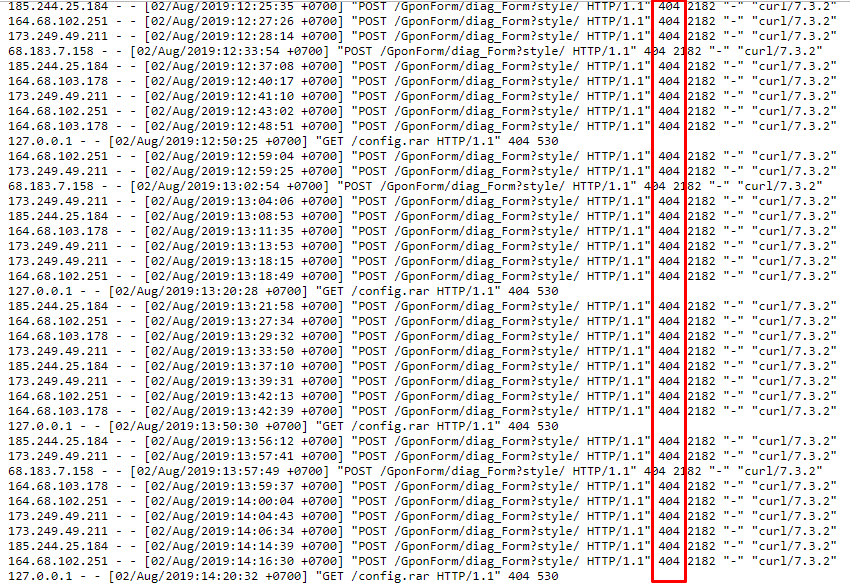 185.244.25.184 - - [02/Aug/2019:12:25:35 +0700] "POST /GponForm/diag_Form?style/ HTTP/1.1" 404 2182 "-" "curl/7.3.2"
164.68.102.251 - - [02/Aug/2019:12:27:26 +0700] "POST /GponForm/diag_Form?style/ HTTP/1.1" 404 2182 "-" "curl/7.3.2"
173.249.49.211 - - [02/Aug/2019:12:28:14 +0700] "POST /GponForm/diag_Form?style/ HTTP/1.1" 404 2182 "-" "curl/7.3.2"
68.183.7.158 - - [02/Aug/2019:12:33:54 +0700] "POST /GponForm/diag_Form?style/ HTTP/1.1" 404 2182 "-" "curl/7.3.2"
185.244.25.184 - - [02/Aug/2019:12:37:08 +0700] "POST /GponForm/diag_Form?style/ HTTP/1.1" 404 2182 "-" "curl/7.3.2"
164.68.103.178 - - [02/Aug/2019:12:40:17 +0700] "POST /GponForm/diag_Form?style/ HTTP/1.1" 404 2182 "-" "curl/7.3.2"
173.249.49.211 - - [02/Aug/2019:12:41:10 +0700] "POST /GponForm/diag_Form?style/ HTTP/1.1" 404 2182 "-" "curl/7.3.2"
164.68.102.251 - - [02/Aug/2019:12:43:02 +0700] "POST /GponForm/diag_Form?style/ HTTP/1.1" 404 2182 "-" "curl/7.3.2"
164.68.103.178 - - [02/Aug/2019:12:48:51 +0700] "POST /GponForm/diag_Form?style/ HTTP/1.1" 404 2182 "-" "curl/7.3.2"
127.0.0.1 - - [02/Aug/2019:12:50:25 +0700] "GET /config.rar HTTP/1.1" 404 530
164.68.102.251 - - [02/Aug/2019:12:59:04 +0700] "POST /GponForm/diag_Form?style/ HTTP/1.1" 404 2182 "-" "curl/7.3.2"
173.249.49.211 - - [02/Aug/2019:12:59:25 +0700] "POST /GponForm/diag_Form?style/ HTTP/1.1" 404 2182 "-" "curl/7.3.2"
68.183.7.158 - - [02/Aug/2019:13:02:54 +0700] "POST /GponForm/diag_Form?style/ HTTP/1.1" 404 2182 "-" "curl/7.3.2"
173.249.49.211 - - [02/Aug/2019:13:04:06 +0700] "POST /GponForm/diag_Form?style/ HTTP/1.1" 404 2182 "-" "curl/7.3.2"
185.244.25.184 - - [02/Aug/2019:13:08:53 +0700] "POST /GponForm/diag_Form?style/ HTTP/1.1" 404 2182 "-" "curl/7.3.2"
164.68.103.178 - - [02/Aug/2019:13:11:35 +0700] "POST /GponForm/diag_Form?style/ HTTP/1.1" 404 2182 "-" "curl/7.3.2"
173.249.49.211 - - [02/Aug/2019:13:13:53 +0700] "POST /GponForm/diag_Form?style/ HTTP/1.1" 404 2182 "-" "curl/7.3.2"
173.249.49.211 - - [02/Aug/2019:13:18:15 +0700] "POST /GponForm/diag_Form?style/ HTTP/1.1" 404 2182 "-" "curl/7.3.2"
164.68.102.251 - - [02/Aug/2019:13:18:49 +0700] "POST /GponForm/diag_Form?style/ HTTP/1.1" 404 2182 "-" "curl/7.3.2"
127.0.0.1 - - [02/Aug/2019:13:20:28 +0700] "GET /config.rar HTTP/1.1" 404 530
185.244.25.184 - - [02/Aug/2019:13:21:58 +0700] "POST /GponForm/diag_Form?style/ HTTP/1.1" 404 2182 "-" "curl/7.3.2"
164.68.102.251 - - [02/Aug/2019:13:27:34 +0700] "POST /GponForm/diag_Form?style/ HTTP/1.1" 404 2182 "-" "curl/7.3.2"
164.68.103.178 - - [02/Aug/2019:13:29:32 +0700] "POST /GponForm/diag_Form?style/ HTTP/1.1" 404 2182 "-" "curl/7.3.2"
173.249.49.211 - - [02/Aug/2019:13:33:50 +0700] "POST /GponForm/diag_Form?style/ HTTP/1.1" 404 2182 "-" "curl/7.3.2"
185.244.25.184 - - [02/Aug/2019:13:37:10 +0700] "POST /GponForm/diag_Form?style/ HTTP/1.1" 404 2182 "-" "curl/7.3.2"
173.249.49.211 - - [02/Aug/2019:13:39:31 +0700] "POST /GponForm/diag_Form?style/ HTTP/1.1" 404 2182 "-" "curl/7.3.2"
164.68.102.251 - - [02/Aug/2019:13:42:13 +0700] "POST /GponForm/diag_Form?style/ HTTP/1.1" 404 2182 "-" "curl/7.3.2"
164.68.103.178 - - [02/Aug/2019:13:42:39 +0700] "POST /GponForm/diag_Form?style/ HTTP/1.1" 404 2182 "-" "curl/7.3.2"
127.0.0.1 - - [02/Aug/2019:13:50:30 +0700] "GET /config.rar HTTP/1.1" 404 530
185.244.25.184 - - [02/Aug/2019:13:56:12 +0700] "POST /GponForm/diag_Form?style/ HTTP/1.1" 404 2182 "-" "curl/7.3.2"
173.249.49.211 - - [02/Aug/2019:13:57:41 +0700] "POST /GponForm/diag_Form?style/ HTTP/1.1" 404 2182 "-" "curl/7.3.2"
68.183.7.158 - - [02/Aug/2019:13:57:49 +0700] "POST /GponForm/diag_Form?style/ HTTP/1.1" 404 2182 "-" "curl/7.3.2"
164.68.103.178 - - [02/Aug/2019:13:59:37 +0700] "POST /GponForm/diag_Form?style/ HTTP/1.1" 404 2182 "-" "curl/7.3.2"
164.68.102.251 - - [02/Aug/2019:14:00:04 +0700] "POST /GponForm/diag_Form?style/ HTTP/1.1" 404 2182 "-" "curl/7.3.2"
173.249.49.211 - - [02/Aug/2019:14:04:43 +0700] "POST /GponForm/diag_Form?style/ HTTP/1.1" 404 2182 "-" "curl/7.3.2"
173.249.49.211 - - [02/Aug/2019:14:06:34 +0700] "POST /GponForm/diag_Form?style/ HTTP/1.1" 404 2182 "-" "curl/7.3.2"
185.244.25.184 - - [02/Aug/2019:14:14:39 +0700] "POST /GponForm/diag_Form?style/ HTTP/1.1" 404 2182 "-" "curl/7.3.2"
164.68.102.251 - - [02/Aug/2019:14:16:30 +0700] "POST /GponForm/diag_Form?style/ HTTP/1.1" 404 2182 "-" "curl/7.3.2"
127.0.0.1 - - [02/Aug/2019:14:20:32 +0700] "GET /config.rar HTTP/1.1" 404 530